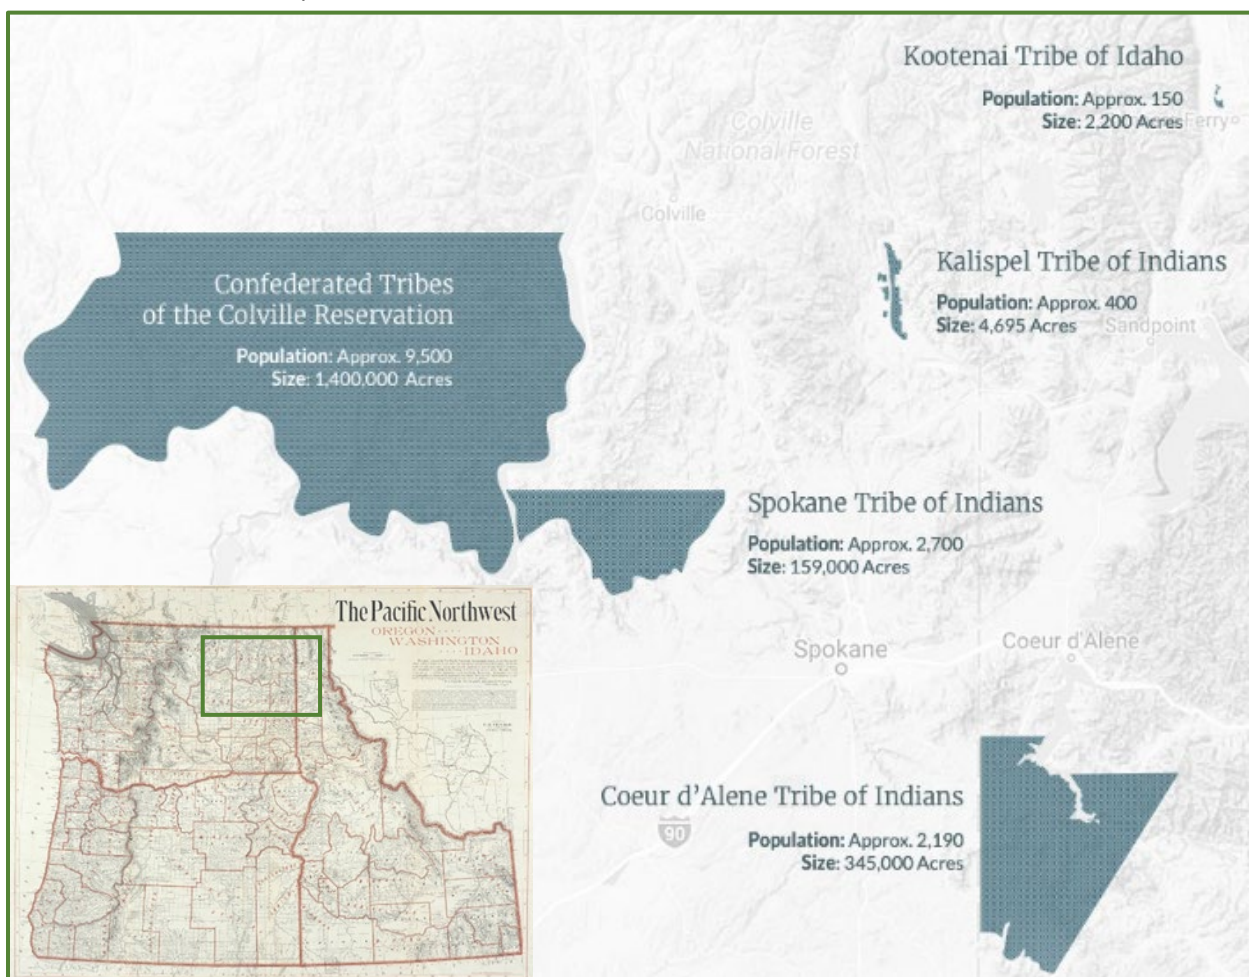 Kootenai Tribe of Idaho
Population: Approx. 150
Size: 2,200 Acres
Ferry
Colville
National Forest
Colville
Confederated Tribes
of the Colville Reservation
Population: Approx. 9,500
Size: 1,400,000 Acres
Kalispel Tribe of Indians
Population: Approx. 400
Size: 4,695 Acres
Sandpoint
Spokane Tribe of Indians
Population: Approx. 2,700
Size: 159,000 Acres
The Pacific Northwest
OREGON
WASHINGTON
IDAHO
Spokane
Coeur d'Alene
Coeur d’Alene Tribe of Indians
90
Population: Approx. 2,190
Size: 345,000 Acres